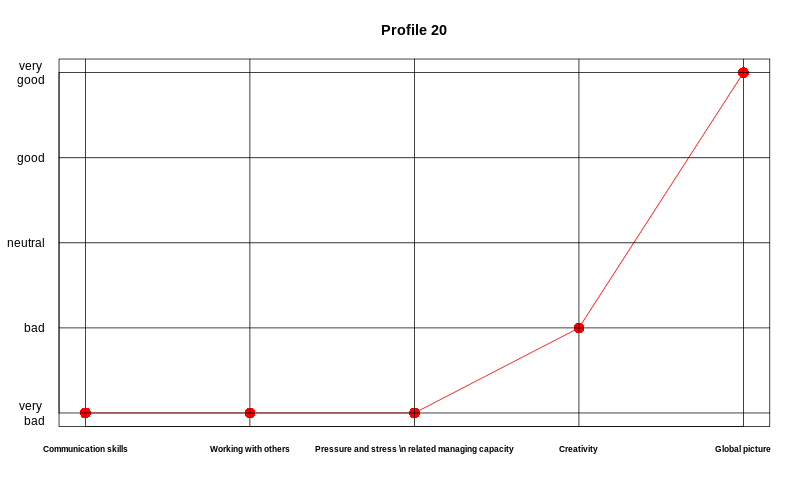 Profile 20
very
good
good
neutral
bad
very
bad
Communication skills
Working with others
Pressure and stress \n related managing capacity
Creativity
Global picture